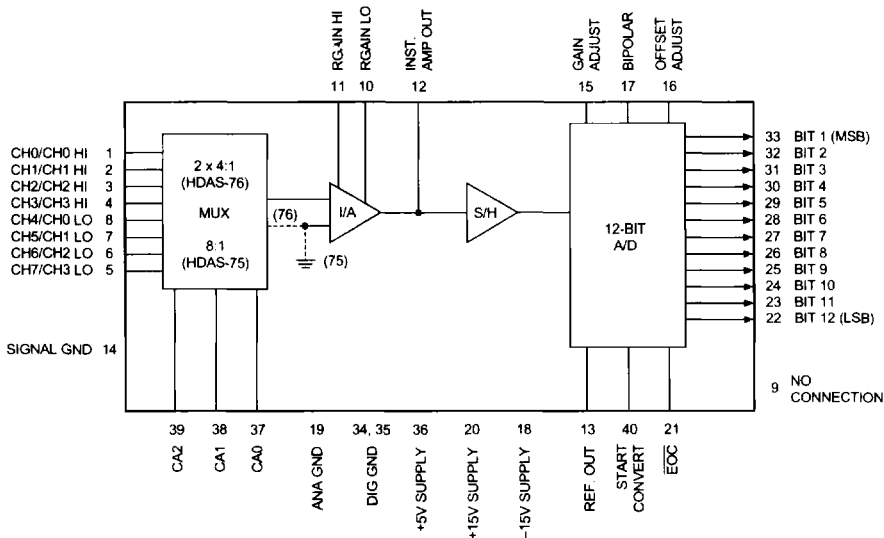 RGAIN HI
RGAIN LO
INST.
AMP. OUT
GAIN
ADJUST
BIPOLAR
OFFSET
ADJUST
11 10 12 15 17 16
CH0/CH0 HI 1
CH1/CH1 HI 2
CH2/CH2 HI 3
CH3/CH3 HI 4
CH4/CH0 LO 8
CH5/CH1 LO 7
CH6/CH2 LO 6
CH7/CH3 LO 5
2 x 4:1
(HDAS-76)
MUX
8:1
(HDAS-75)
(76)
(75)
I/A
S/H
12-BIT
A/D
33 BIT 1 (MSB)
32 BIT 2
31 BIT 3
30 BIT 4
29 BIT 5
28 BIT 6
27 BIT 7
26 BIT 8
25 BIT 9
24 BIT 10
23 BIT 11
22 BIT 12 (LSB)
SIGNAL GND 14
9 NO
CONNECTION
39 38 37 19 34, 35 36 20 18 13 40 21
CA2
CA1
CA0
ANA GND
DIG GND
+5V SUPPLY
+15V SUPPLY
–15V SUPPLY
REF. OUT
START
CONVERT
EOC